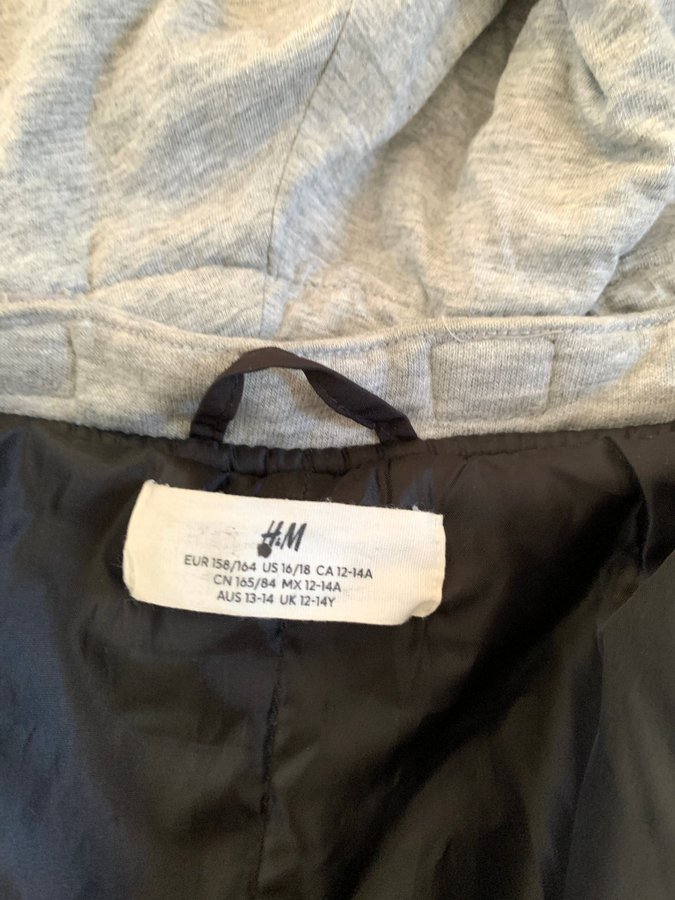 H&M
EUR 158/164 US 16/18 CA 12-14A
CN 165/84 MX 12-14A
AUS 13-14 UK 12-14Y